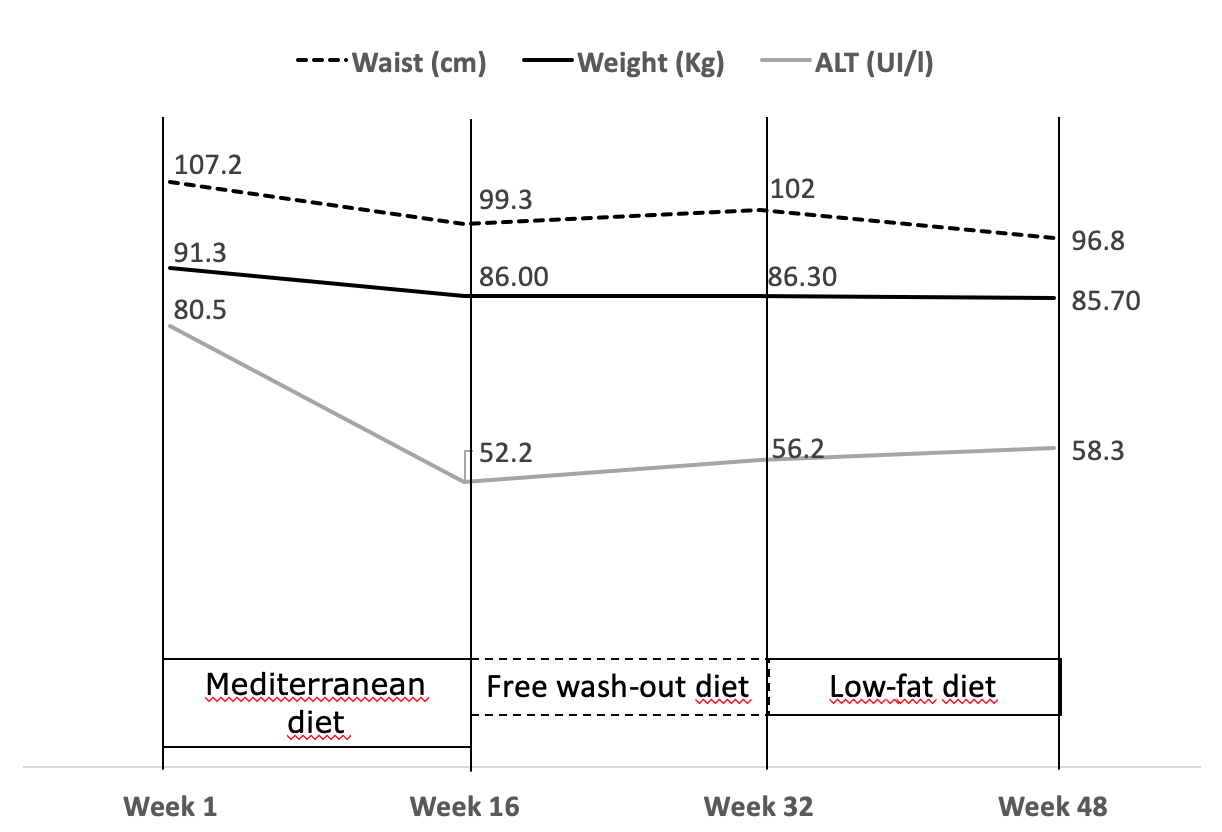 Waist (cm) Weight (Kg) ALT (UI/l)
107.2
99.3
102
96.8
91.3
86.00
86.30
85.70
80.5
52.2
56.2
58.3
Mediterranean
diet
Free wash-out diet
Low-fat diet
Week 1 Week 16 Week 32 Week 48